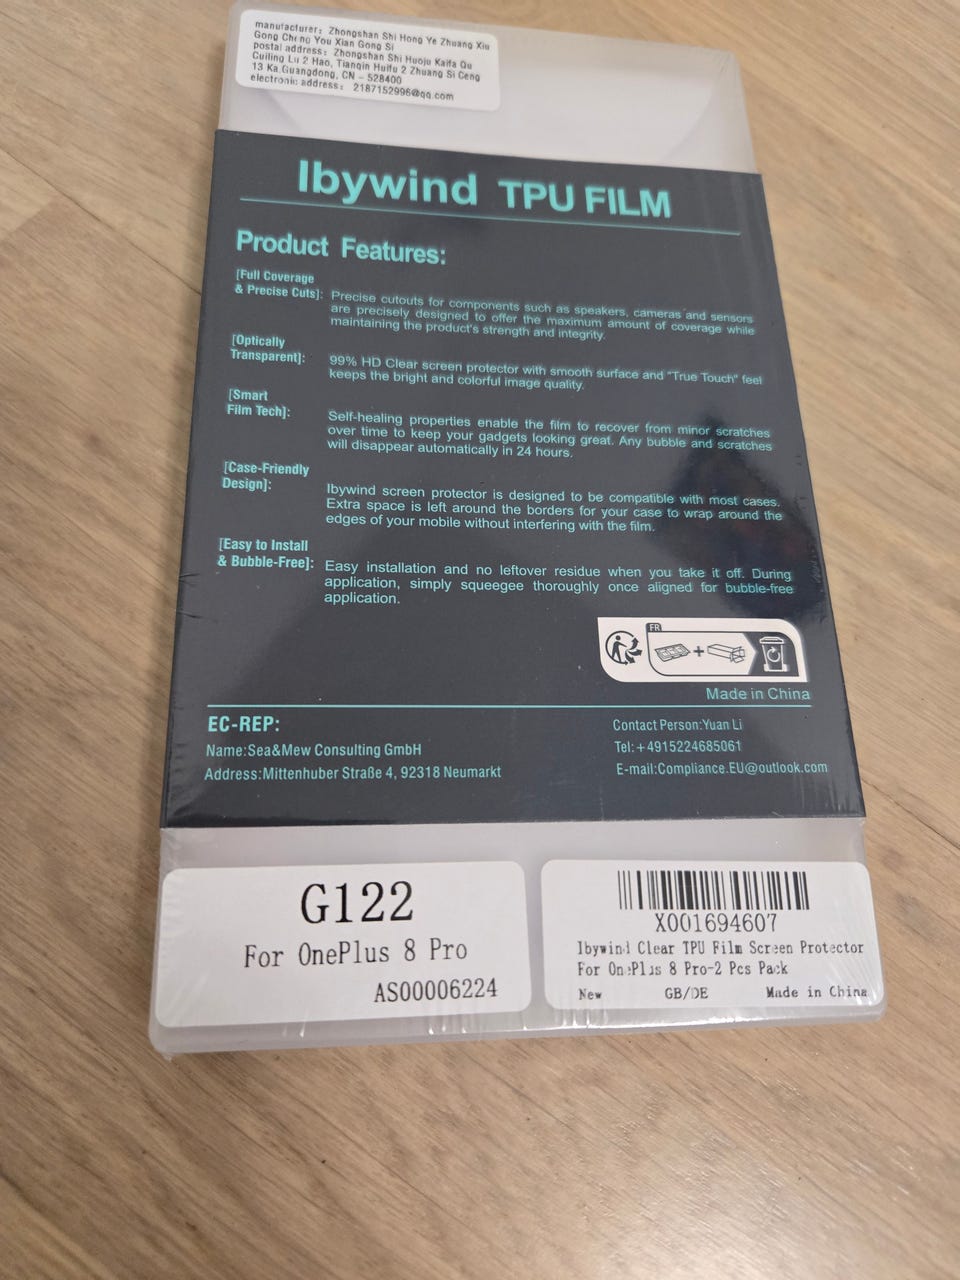 manufacturer: Zhongshan Shi Hong Ye Zhuang Xiu
Gong Cheng You Xian Gong Si
postal address: Zhongshan Shi Huoju Kaifa Qu
Cuiling Lu 2 Hao, Tianqin Huifu 2 Zhuang Si Ceng
13 Ka,Guangdong, CN - 528400
electronic address: 2187152996@qq.com
Ibywind TPU FILM
Product Features:
[Full Coverage
& Precise Cuts]: Precise cutouts for components such as speakers, cameras and sensors
are precisely designed to offer the maximum amount of coverage while
maintaining the product's strength and integrity.
[Optically
Transparent]: 99% HD Clear screen protector with smooth surface and "True Touch" feel
keeps the bright and colorful image quality.
[Smart
Film Tech]: Self-healing properties enable the film to recover from minor scratches
over time to keep your gadgets looking great. Any bubble and scratches
will disappear automatically in 24 hours.
[Case-Friendly
Design]: Ibywind screen protector is designed to be compatible with most cases.
Extra space is left around the borders for your case to wrap around the
edges of your mobile without interfering with the film.
[Easy to Install
& Bubble-Free]: Easy installation and no leftover residue when you take it off. During
application, simply squeegee thoroughly once aligned for bubble-free
application.
FR
Made in China
EC-REP:
Name:Sea&Mew Consulting GmbH
Address:Mittenhuber Straße 4, 92318 Neumarkt
Contact Person:Yuan Li
Tel:+4915224685061
E-mail:Compliance.EU@outlook.com
G122
For OnePlus 8 Pro
AS00006224
X001694607
Ibywind Clear TPU Film Screen Protector
For OnePlus 8 Pro-2 Pcs Pack
New GB/DE Made in China